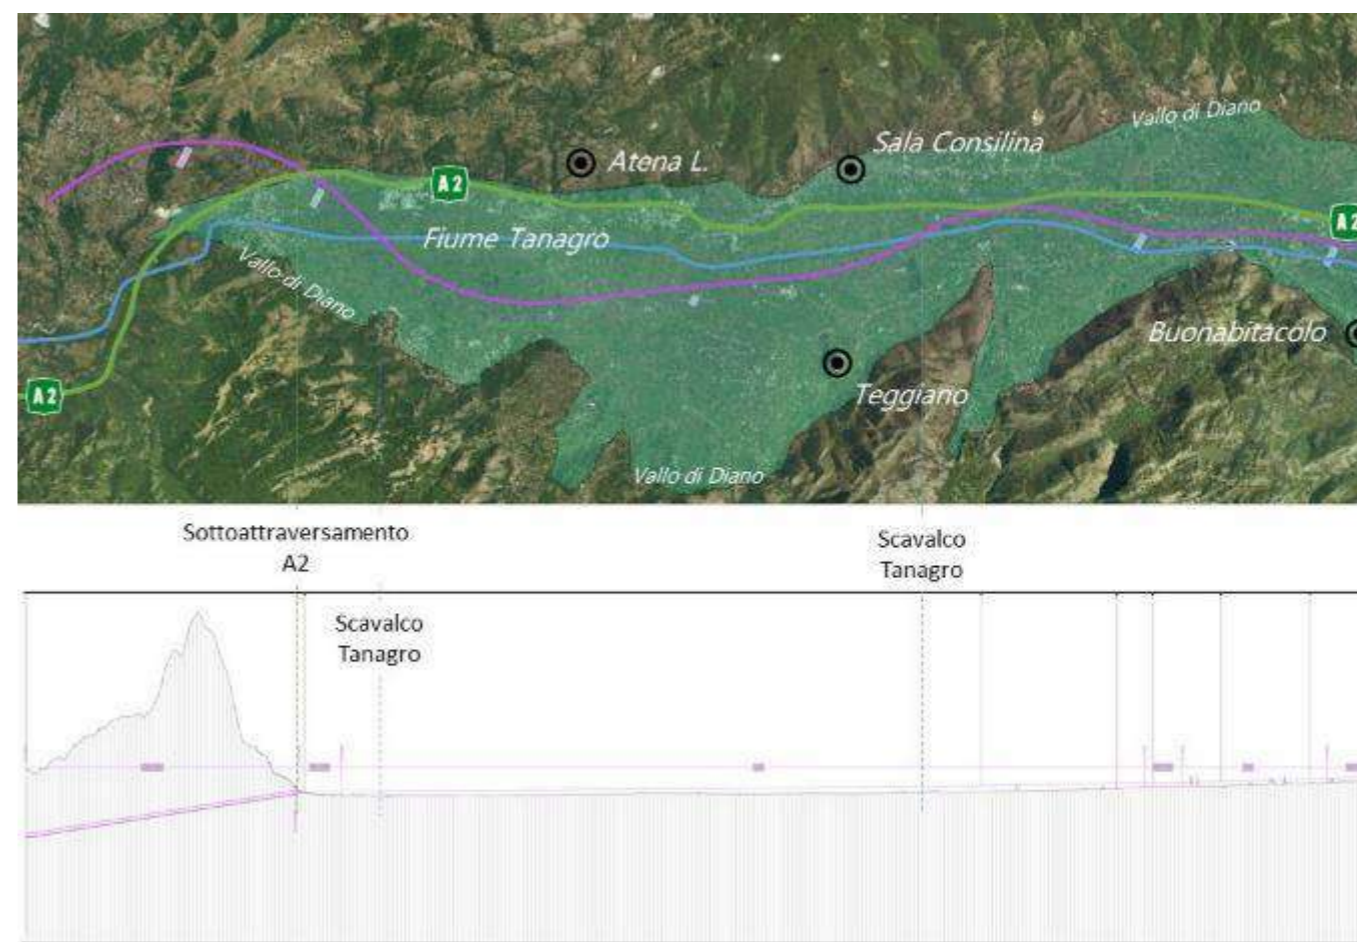 Vallo di Diano
Sala Consilina
Atena L.
A2
A2
A2
Fiume Tanagro
Vallo di Diano
Buonabitacolo
Teggiano
Vallo di Diano
Sottoattraversamento
A2
Scavalco
Tanagro
Scavalco
Tanagro